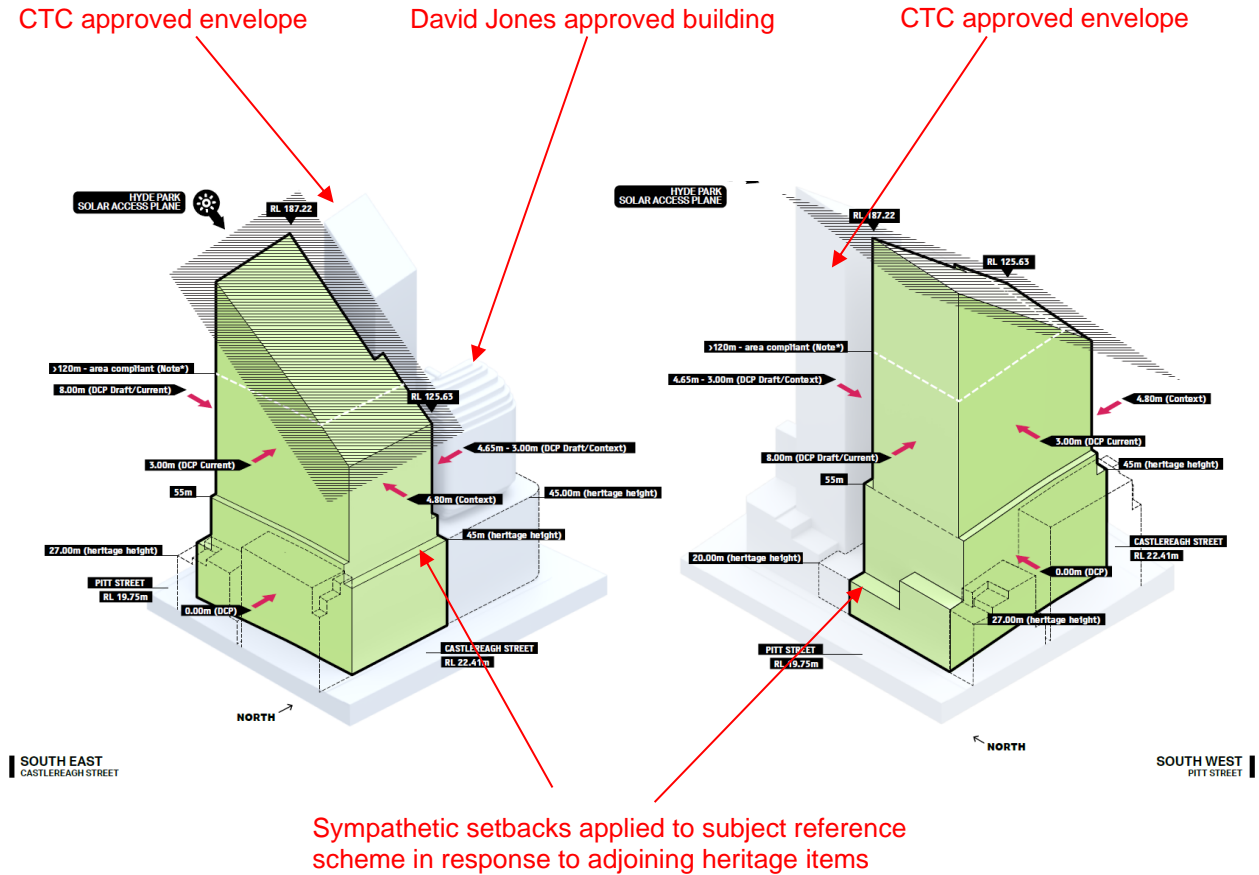 CTC approved envelope
David Jones approved building
CTC approved envelope
HYDE PARK
SOLAR ACCESS PLANE
RL 187.22
>120m - area compliant (Note*)
8.00m (DCP Draft/Current)
RL 125.63
3.00m (DCP Current)
4.65m - 3.00m (DCP Draft/Context)
55m
4.80m (Context)
45.00m (heritage height)
45m (heritage height)
27.00m (heritage height)
PITT STREET
RL 19.75m
0.00m (DCP)
CASTLEREAGH STREET
RL 22.41m
NORTH
SOUTH EAST
CASTLEREAGH STREET
HYDE PARK
SOLAR ACCESS PLANE
RL 187.22
RL 125.63
>120m - area compliant (Note*)
4.65m - 3.00m (DCP Draft/Context)
4.80m (Context)
3.00m (DCP Current)
8.00m (DCP Draft/Current)
45m (heritage height)
55m
CASTLEREAGH STREET
RL 22.41m
20.00m (heritage height)
0.00m (DCP)
27.00m (heritage height)
PITT STREET
RL 19.75m
NORTH
SOUTH WEST
PITT STREET
Sympathetic setbacks applied to subject reference
scheme in response to adjoining heritage items